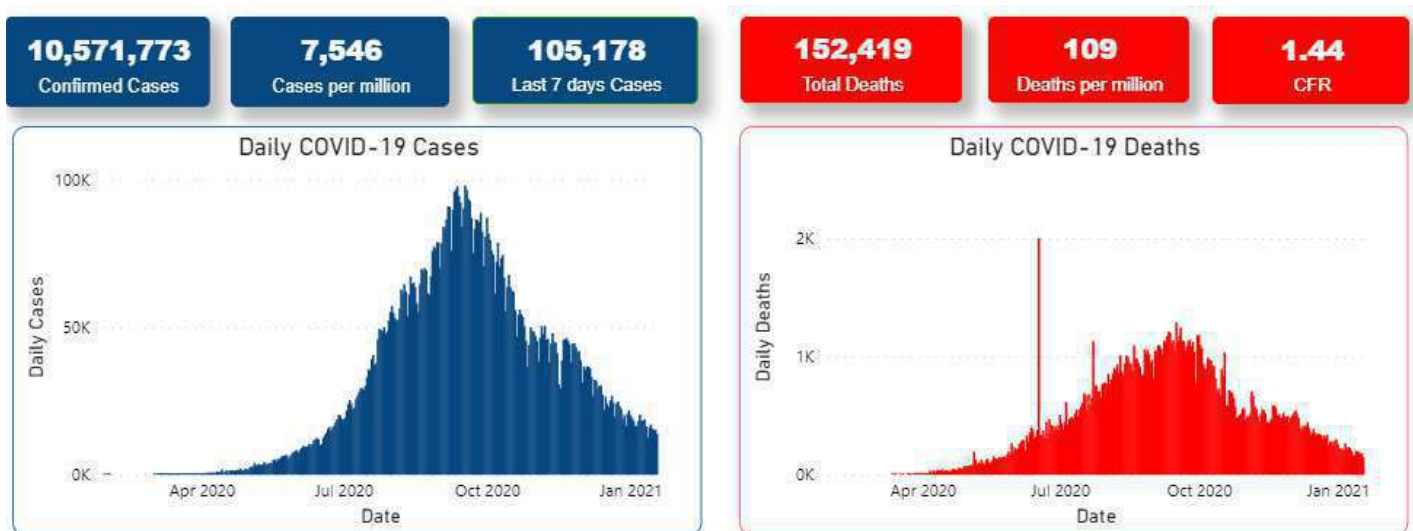 10,571,773
Confirmed Cases
7,546
Cases per million
105,178
Last 7 days Cases
152,419
Total Deaths
109
Deaths per million
1.44
CFR
Daily COVID-19 Cases
100K
50K
0K
Daily Cases
Apr 2020 Jul 2020 Oct 2020 Jan 2021
Date
Daily COVID-19 Deaths
2K
1K
0K
Daily Deaths
Apr 2020 Jul 2020 Oct 2020 Jan 2021
Date